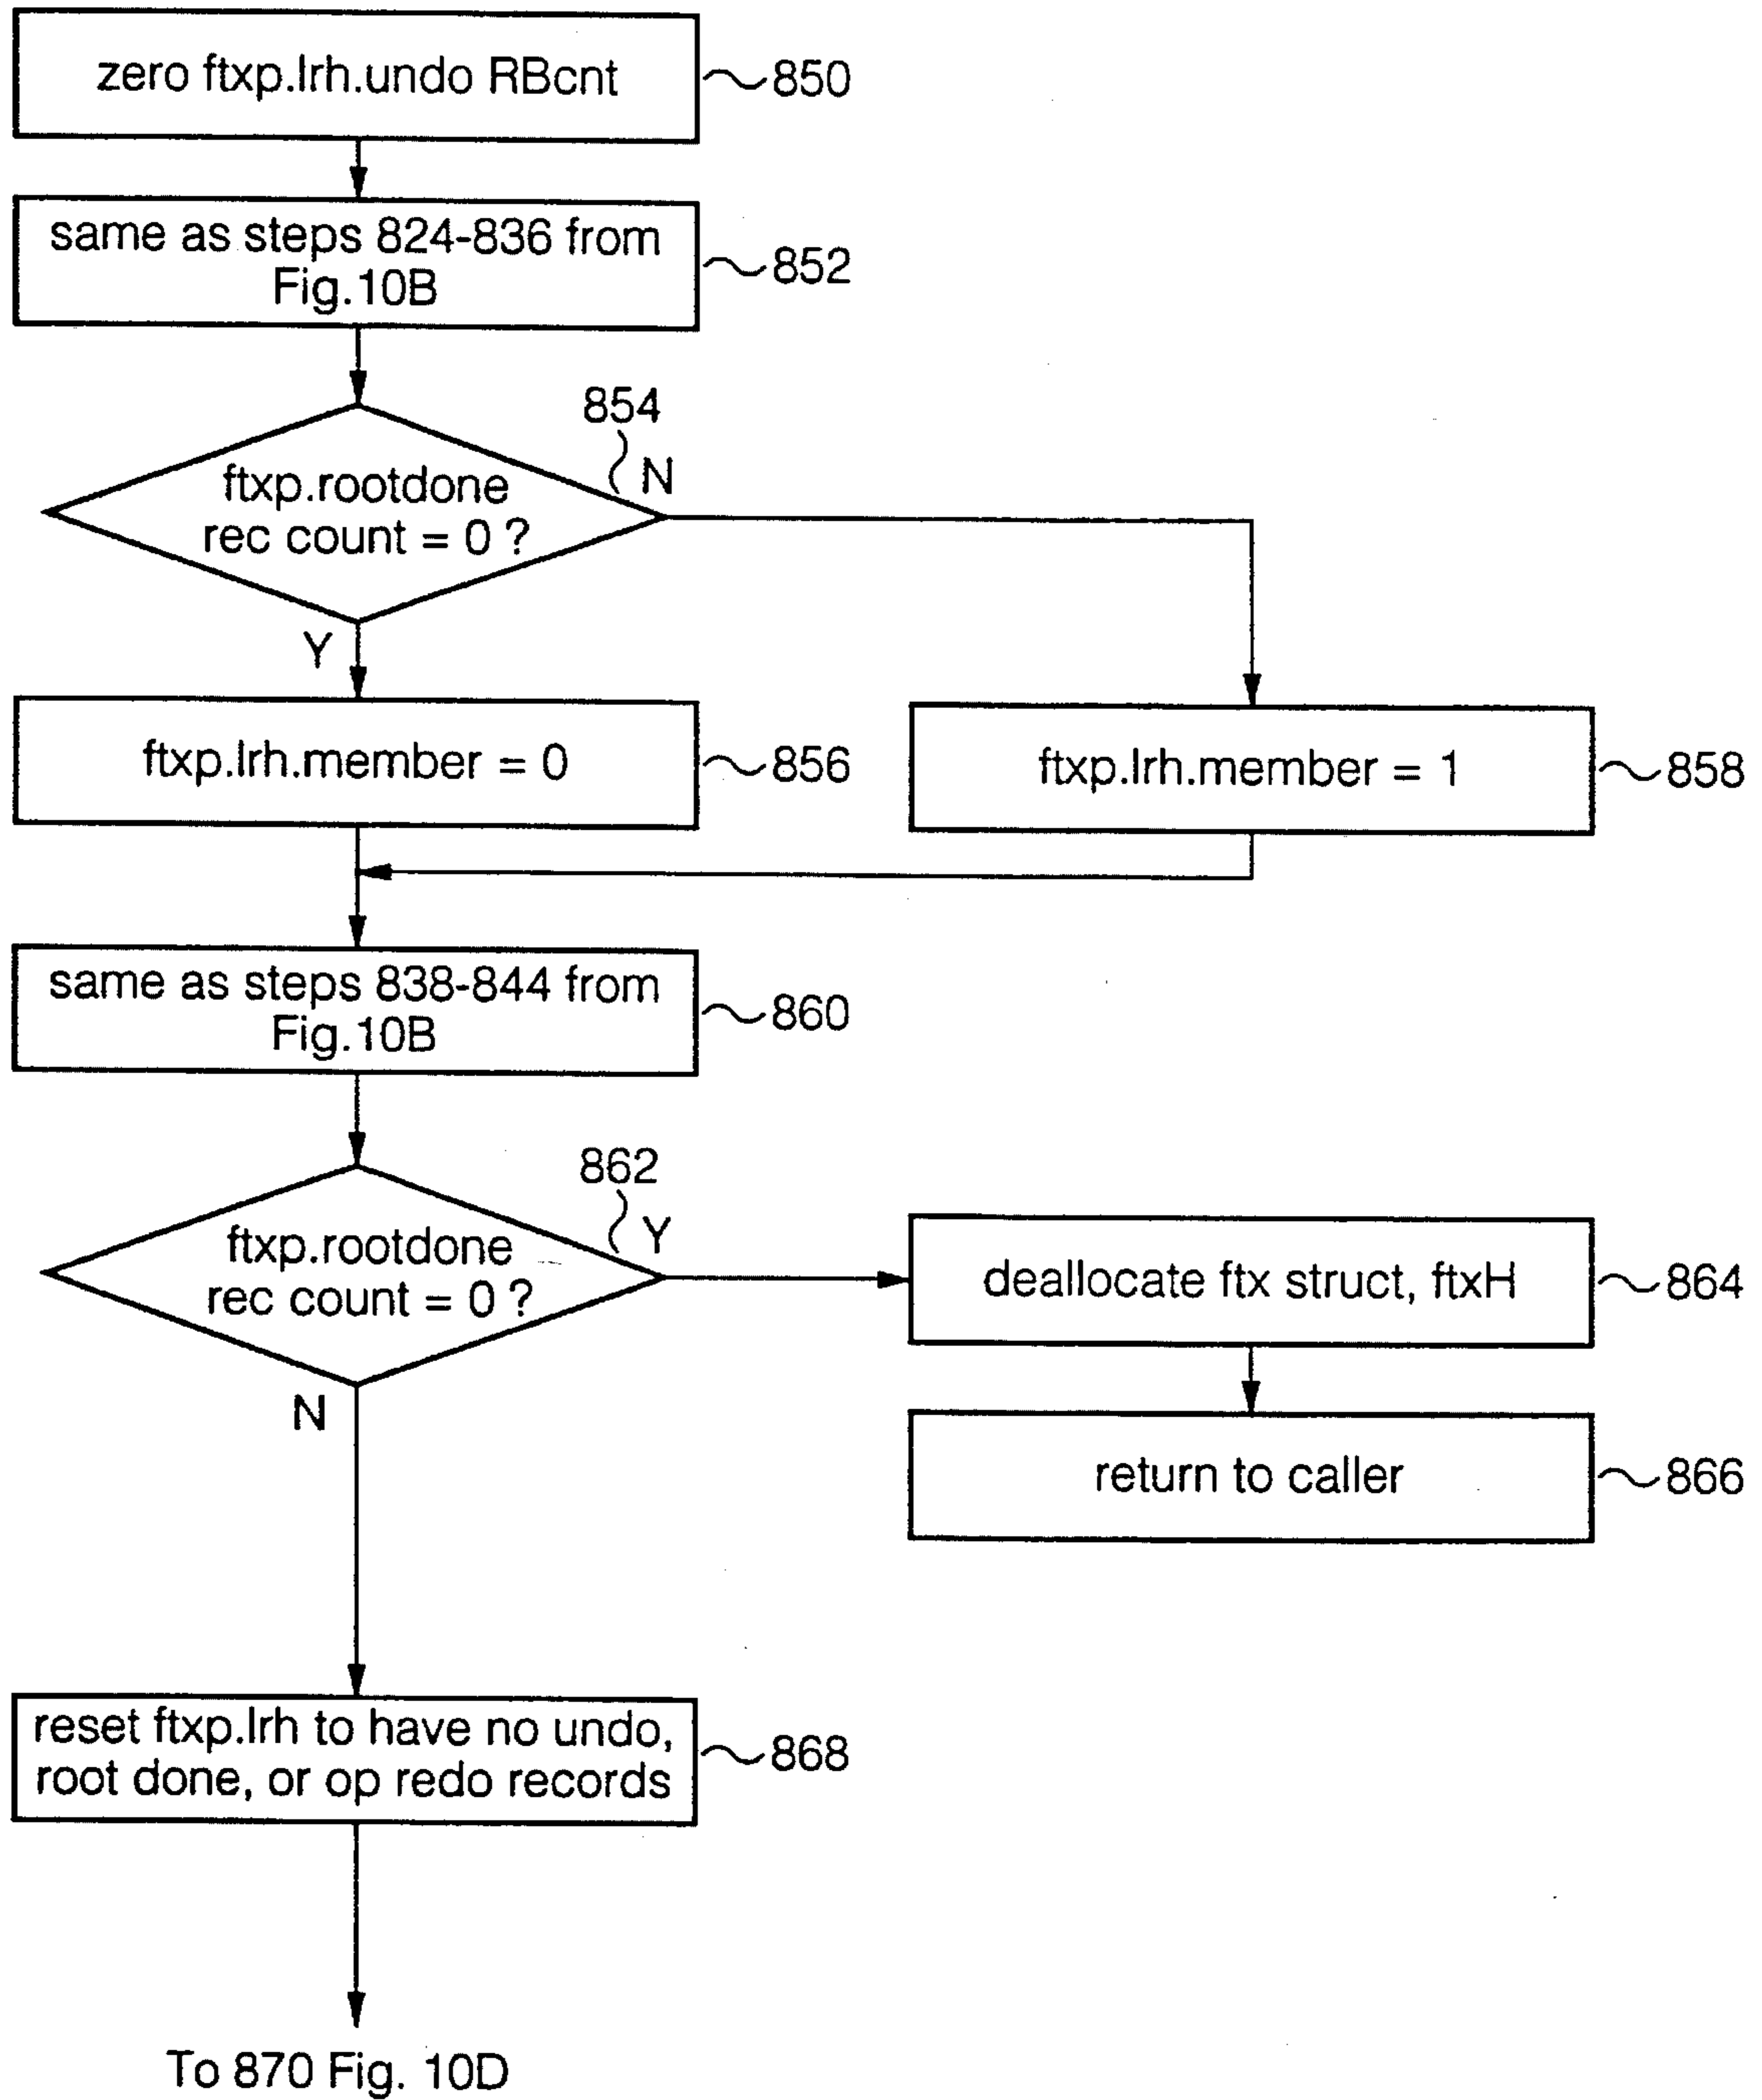 zero ftxp.lrh.undo RBcnt
850
same as steps 824-836 from
Fig.10B
852
854
ftxp.rootdone
rec count = 0 ?
N
Y
ftxp.lrh.member = 0
856
ftxp.lrh.member = 1
858
same as steps 838-844 from
Fig.10B
860
862
ftxp.rootdone
rec count = 0 ?
Y
N
deallocate ftx struct, ftxH
864
return to caller
866
reset ftxp.lrh to have no undo,
root done, or op redo records
868
To 870 Fig. 10D